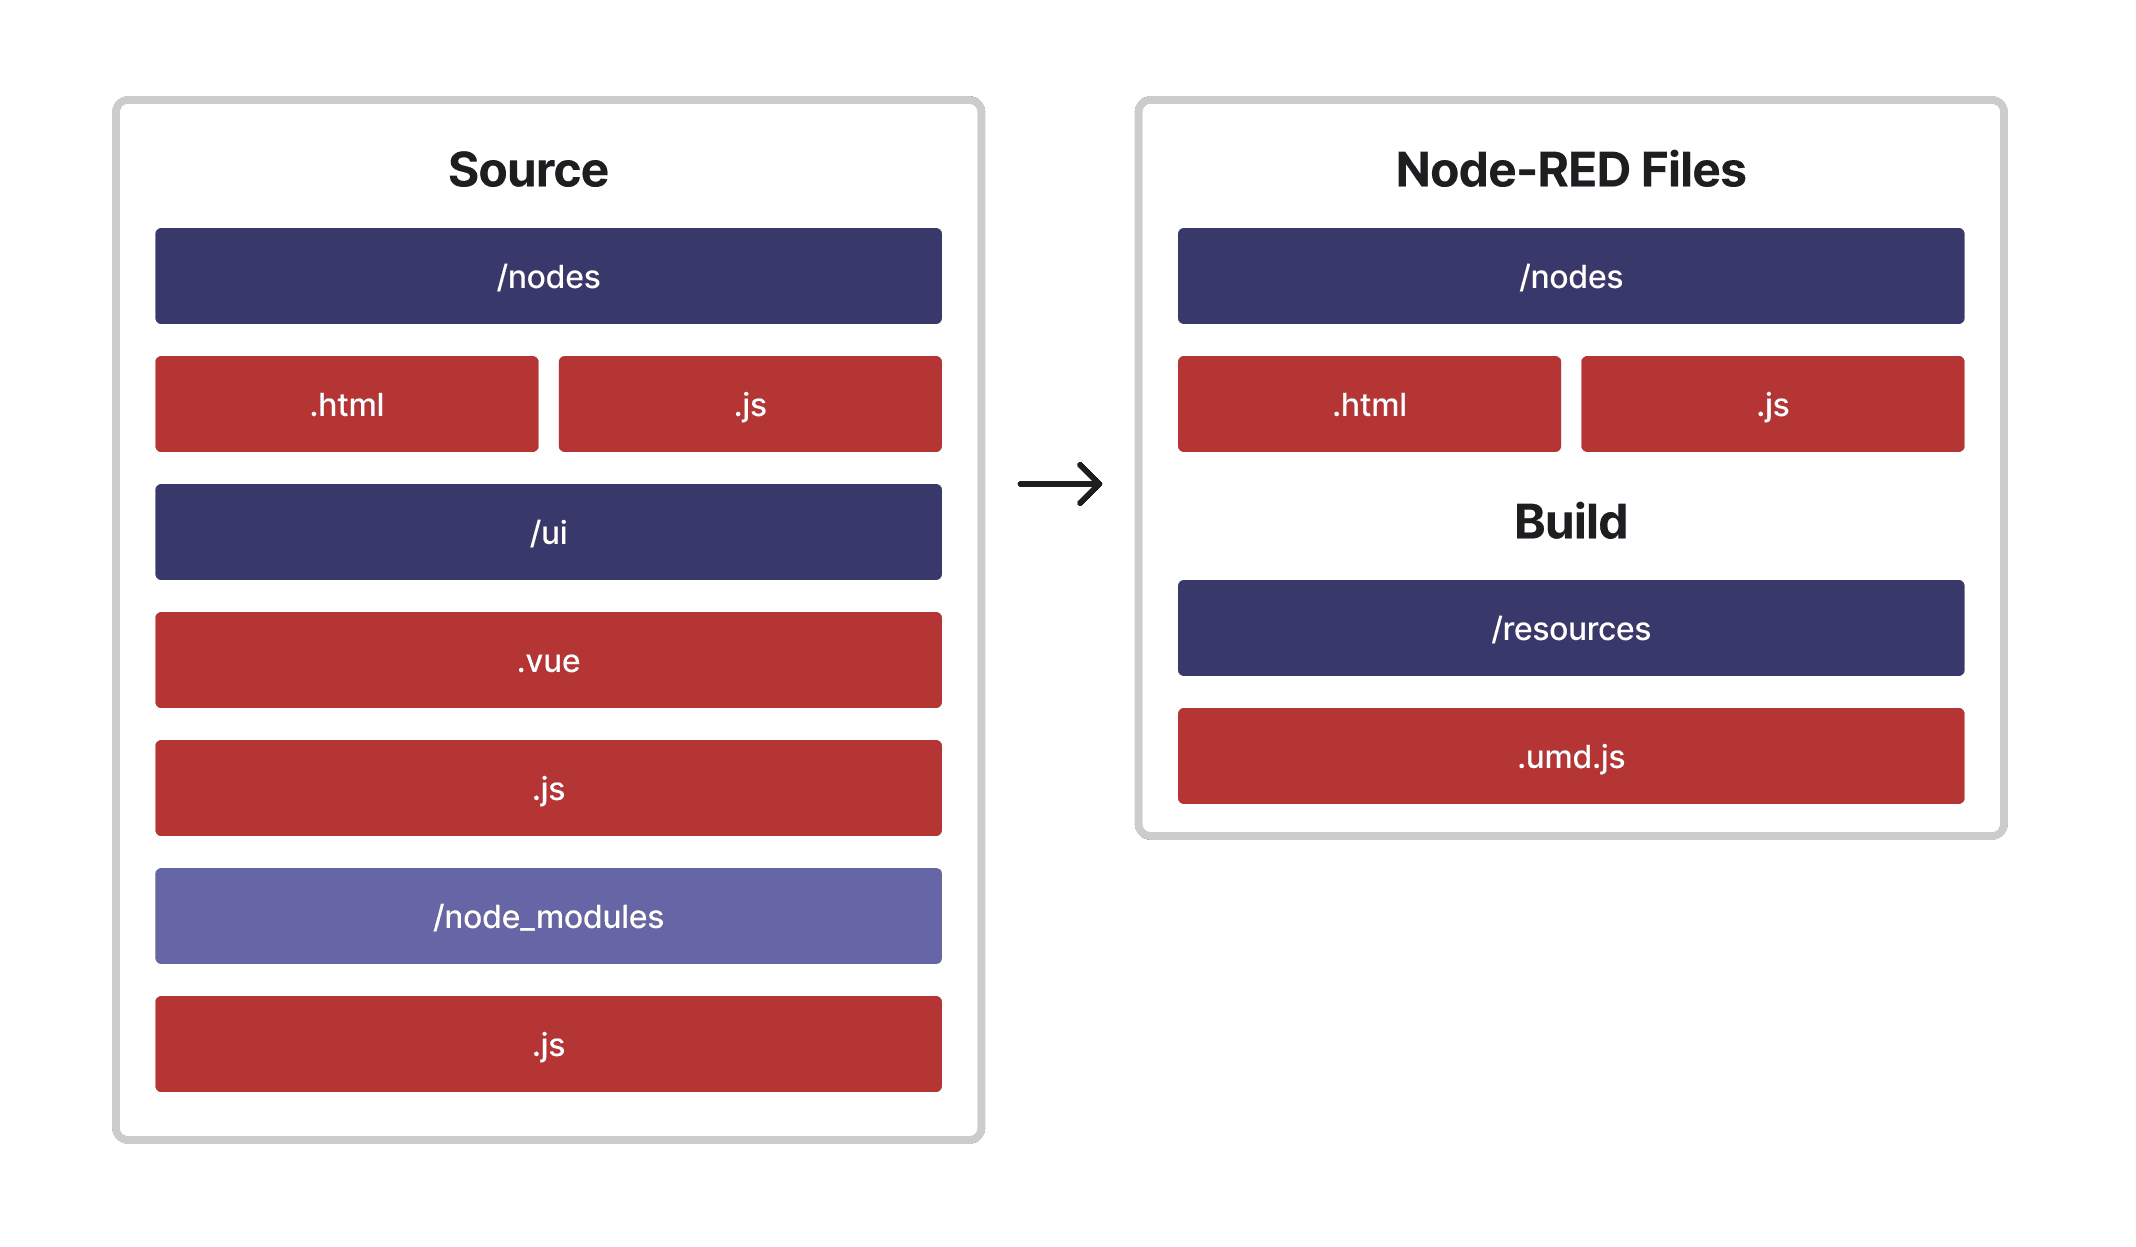 Source
/nodes
.html
.js
/ui
.vue
.js
/node_modules
.js
Node-RED Files
/nodes
.html
.js
Build
/resources
.umd.js